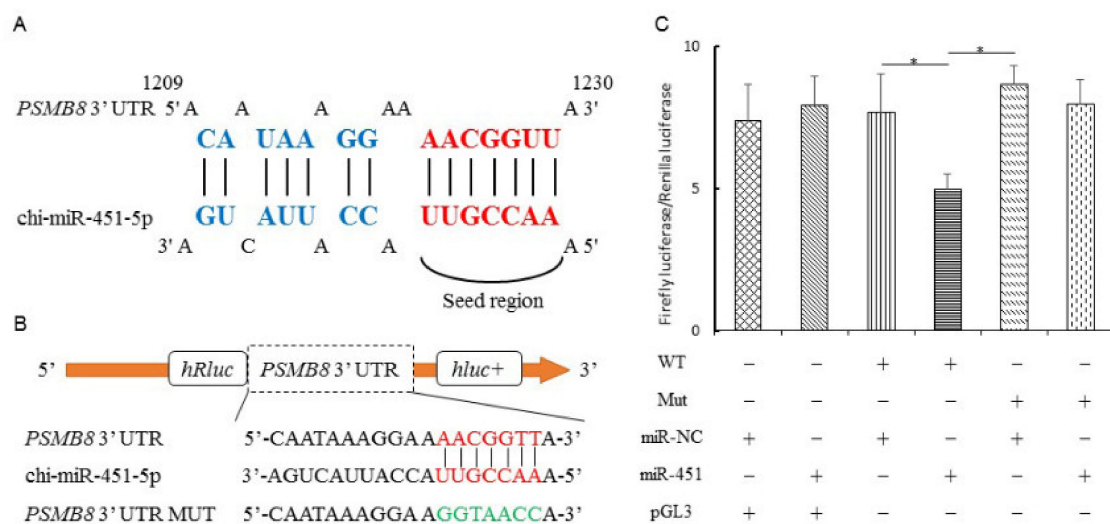 A
1209 1230
PSMB8 3' UTR 5' A A A AA A 3'
CA UAA GG AACGGUU
chi-miR-451-5p GU AUU CC UUGCCAA
3' A C A A A 5'
Seed region
B
5' hRluc PSMB8 3' UTR hluc+ 3'
PSMB8 3' UTR 5'-CAATAAAGGAAAACGGTTA-3'
chi-miR-451-5p 3'-AGUCAUUACCAUUGCCAAA-5'
PSMB8 3' UTR MUT 5'-CAATAAAGGAAGGTAACCA-3'
C
Firefly luciferase/Renilla luciferase
10
5
0
* *
WT − − + + − −
Mut − − − − + +
miR-NC + − + − + −
miR-451 − + − + − +
pGL3 + + − − − −